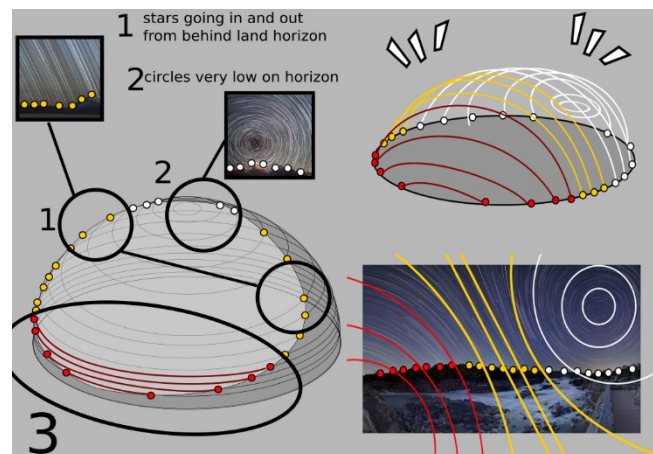 1 stars going in and out
from behind land horizon
2 circles very low on horizon
2
1
3